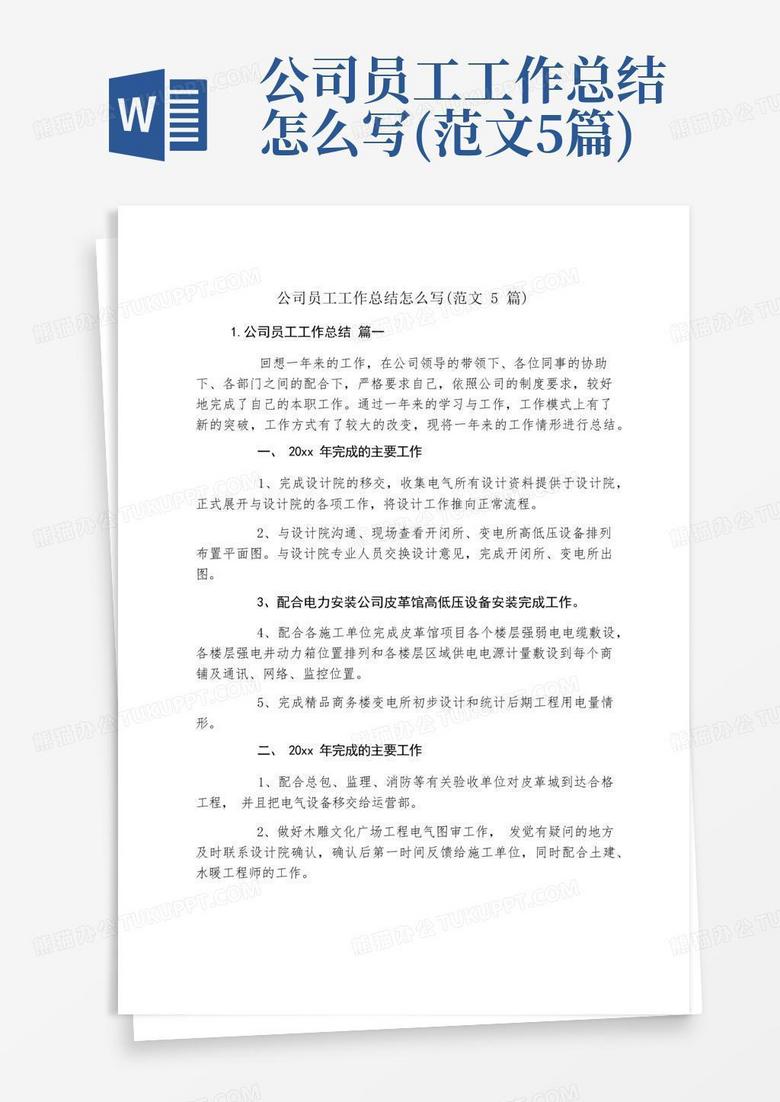 W
公司员工工作总结
怎么写(范文5篇)
公司员工工作总结怎么写(范文 5 篇)
1.公司员工工作总结 篇一
回想一年来的工作，在公司领导的带领下、各位同事的协助
下、各部门之间的配合下，严格要求自己，依照公司的制度要求，较好
地完成了自己的本职工作。通过一年来的学习与工作，工作模式上有了
新的突破，工作方式有了较大的改变，现将一年来的工作情形进行总结。
一、 20xx 年完成的主要工作
1、完成设计院的移交，收集电气所有设计资料提供于设计院，
正式展开与设计院的各项工作，将设计工作推向正常流程。
2、与设计院沟通、现场查看开闭所、变电所高低压设备排列
布置平面图。与设计院专业人员交换设计意见，完成开闭所、变电所出
图。
3、配合电力安装公司皮革馆高低压设备安装完成工作。
4、配合各施工单位完成皮革馆项目各个楼层强弱电电缆敷设，
各楼层强电井动力箱位置排列和各楼层区域供电电源计量敷设到每个商
铺及通讯、网络、监控位置。
5、完成精品商务楼变电所初步设计和统计后期工程用电量情
形。
二、 20xx 年完成的主要工作
1、配合总包、监理、消防等有关验收单位对皮革城到达合格
工程， 并且把电气设备移交给运营部。
2、做好木雕文化广场工程电气图审工作， 发觉有疑问的地方
及时联系设计院确认，确认后第一时间反馈给施工单位，同时配合土建、
水暖工程师的工作。
熊猫办公TUKUPPT.COM